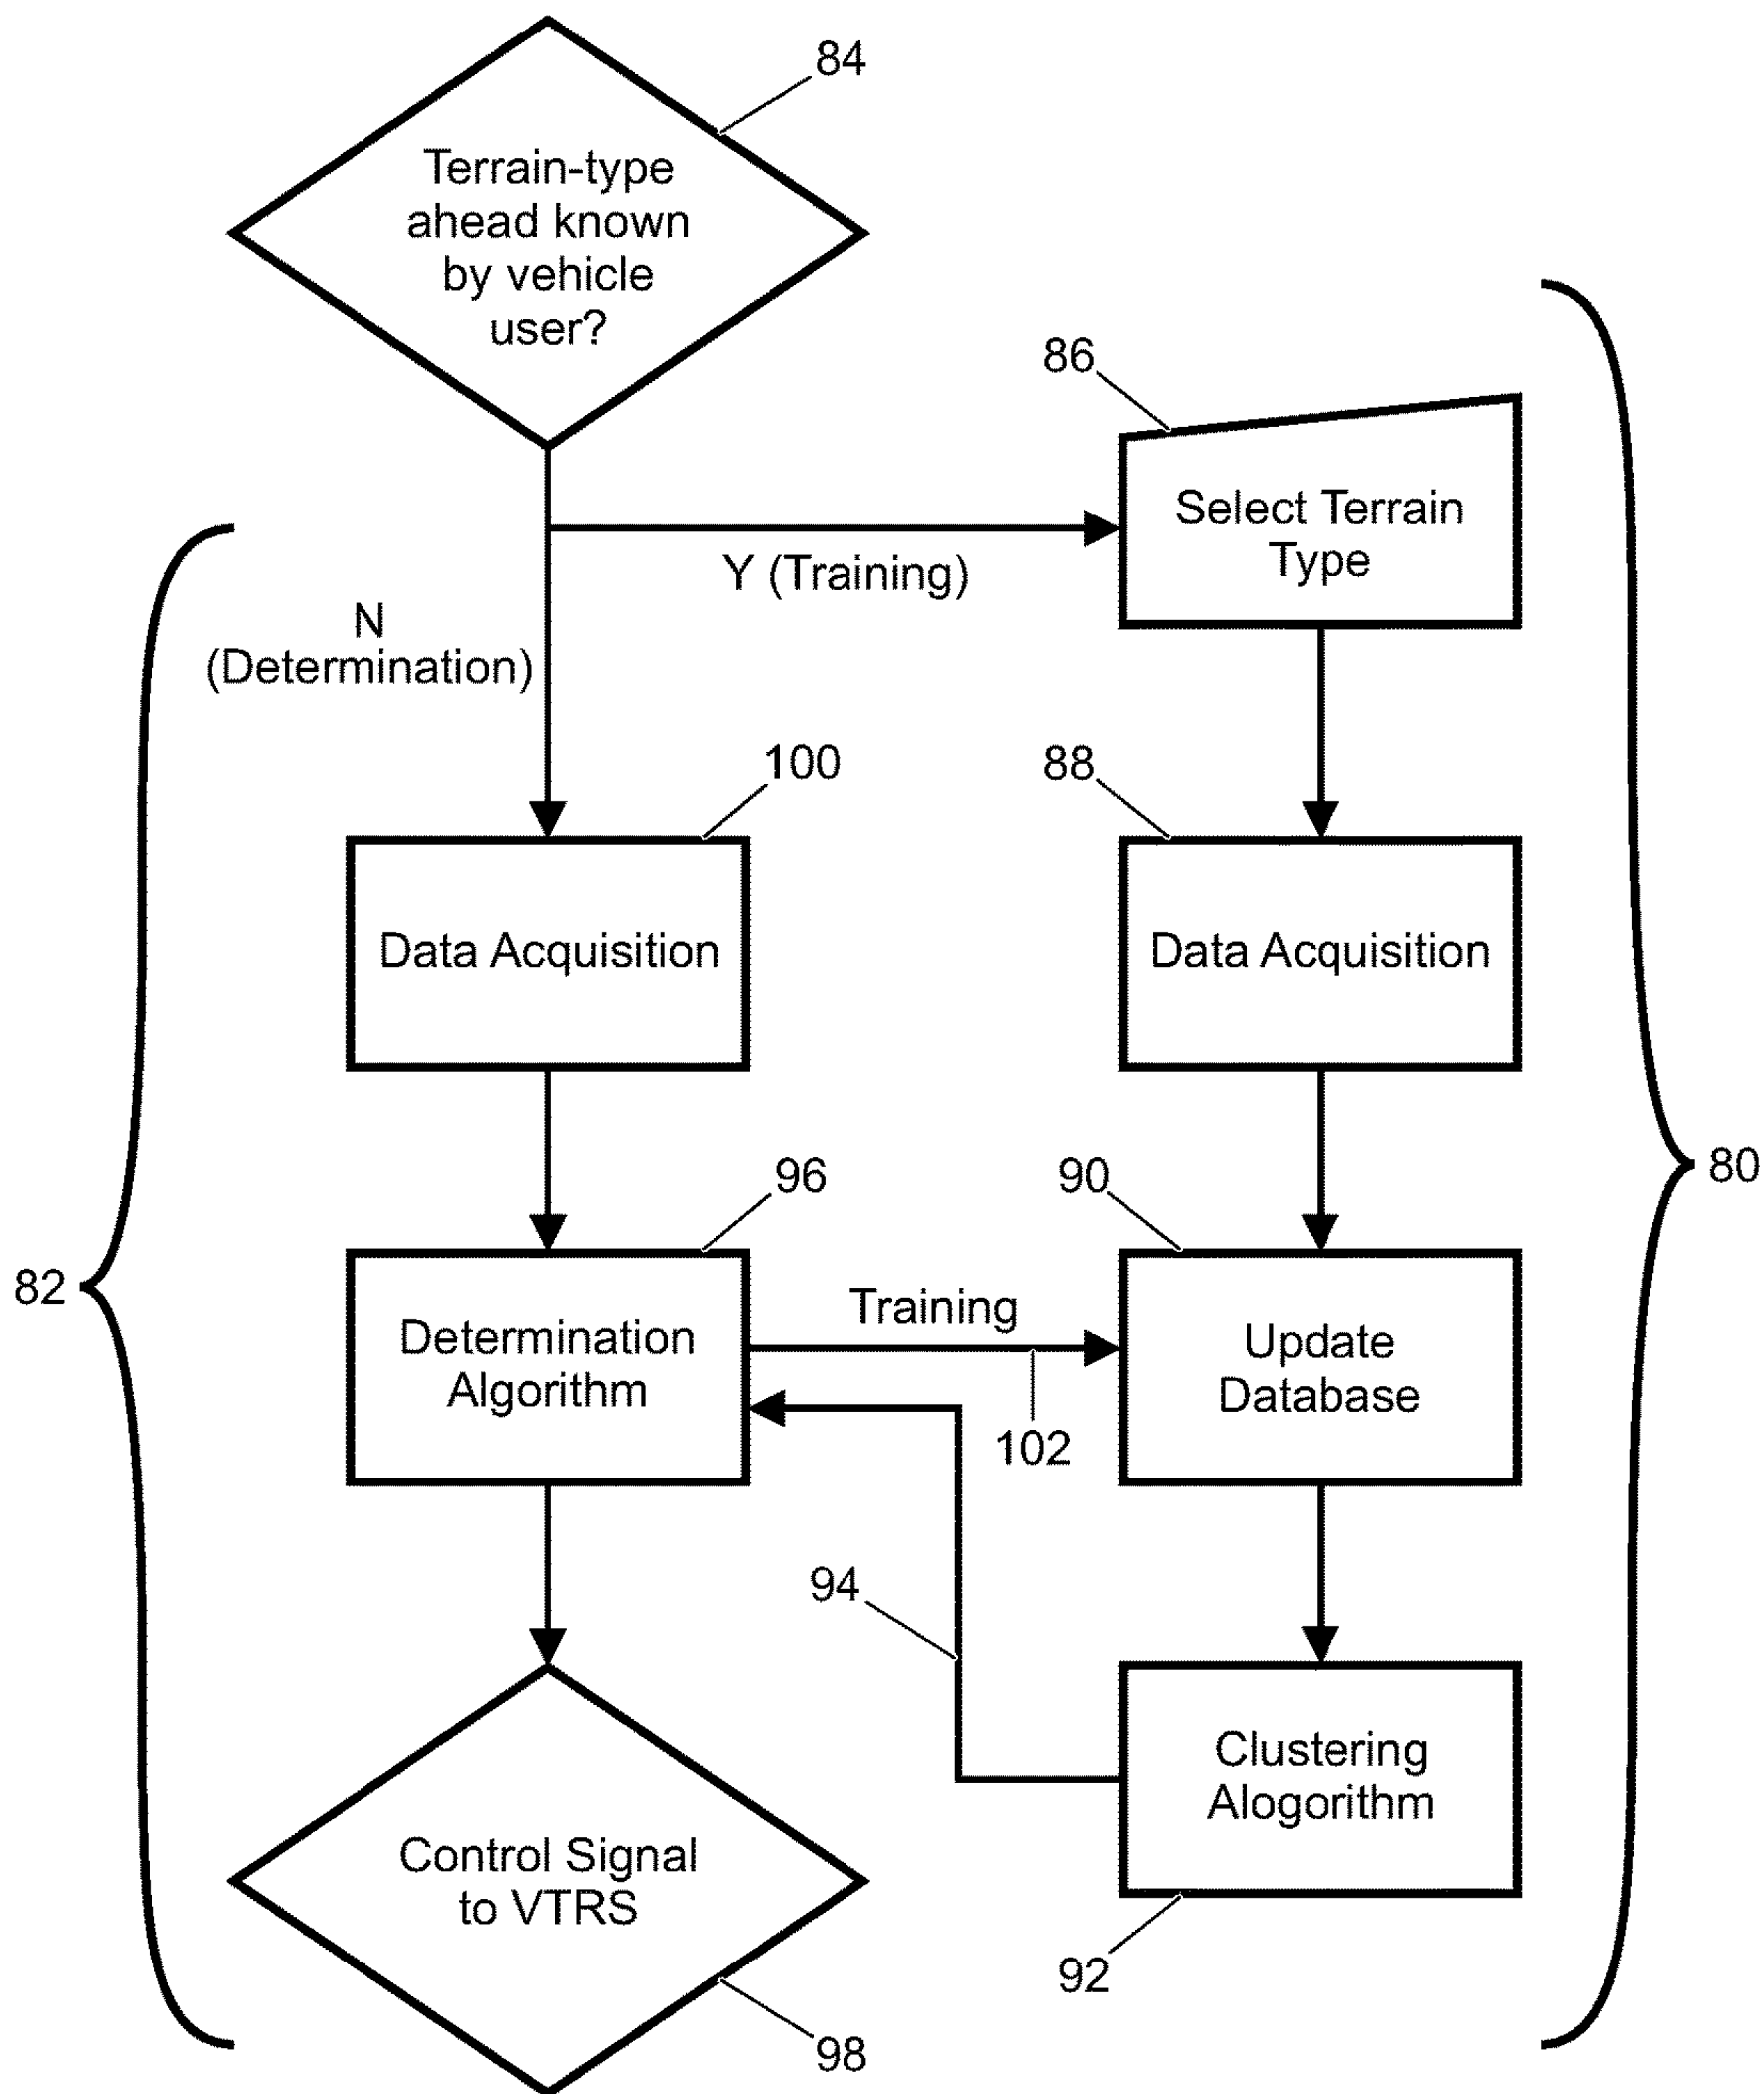 84
Terrain-type
ahead known
by vehicle
user?
86
Select Terrain
Type
Y (Training)
N
(Determination)
100
88
Data Acquisition
Data Acquisition
96
90
80
82
Training
Determination
Algorithm
Update
Database
102
94
Clustering
Alogorithm
Control Signal
to VTRS
92
98